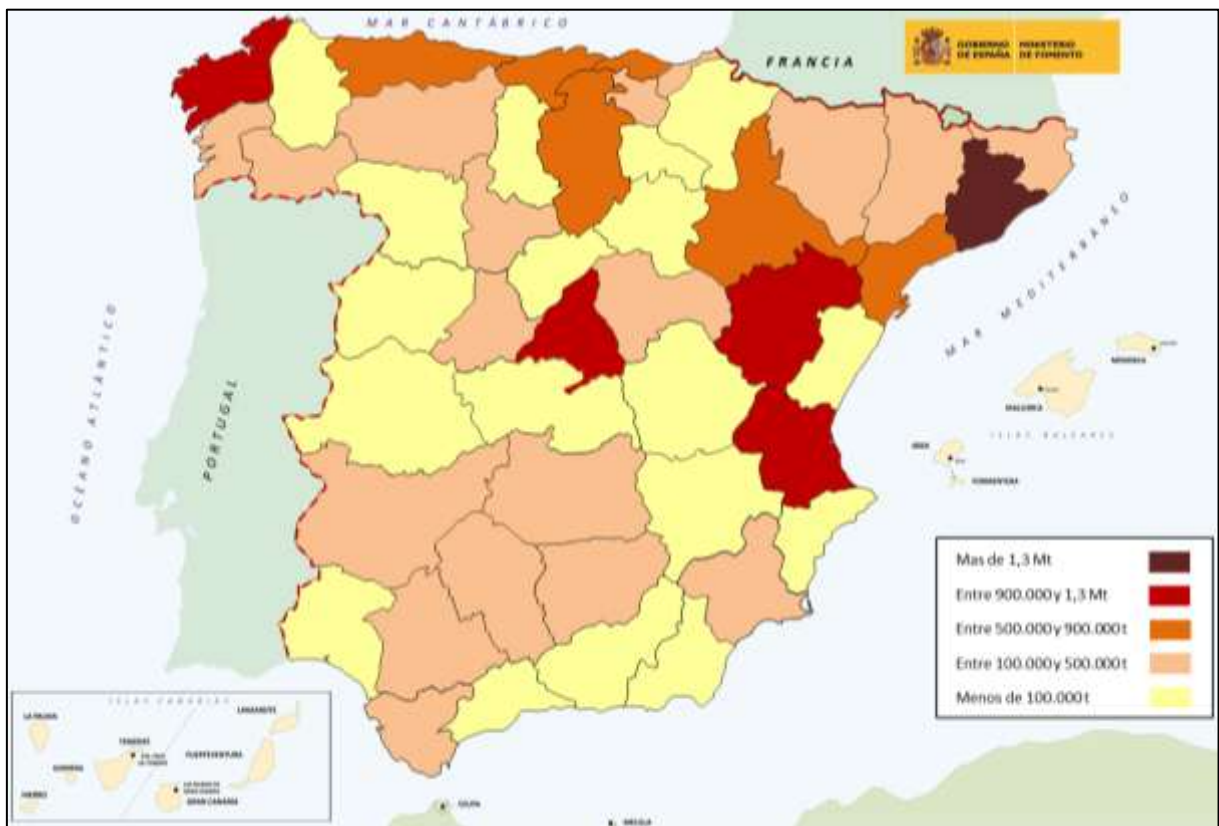 MAR CANTÁBRICO
GOBIERNO MINISTERIO
DE ESPAÑA DE FOMENTO
FRANCIA
OCEANO ATLÁNTICO
PORTUGAL
MAR MEDITERRANEO
MENORCA
MALLORCA
ISLAS BALEARES
IBIZA
FORMENTERA
Mas de 1,3 Mt
Entre 900.000 y 1,3 Mt
Entre 500.000 y 900.000 t
Entre 100.000 y 500.000 t
Menos de 100.000 t
ISLAS CANARIAS
LA PALMA
LANZAROTE
TENERIFE
FUERTEVENTURA
GOMERA
HIERRO
GRAN CANARIA
CEUTA
MELILLA